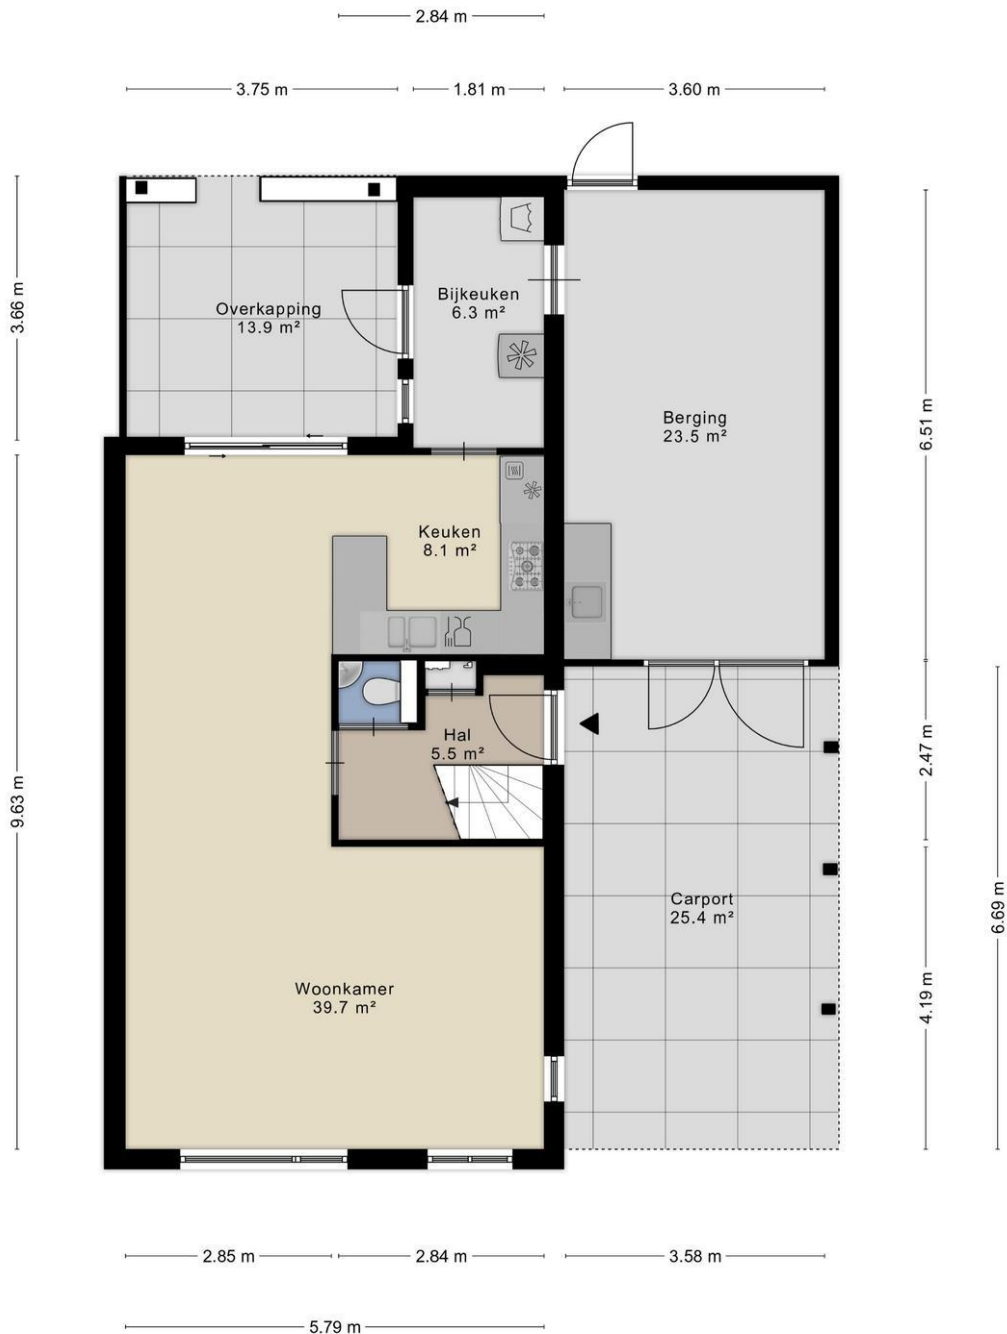 2.84 m
3.75 m
1.81 m
3.60 m
3.66 m
Overkapping
13.9 m²
Bijkeuken
6.3 m²
Berging
23.5 m²
6.51 m
Keuken
8.1 m²
Hal
5.5 m²
2.47 m
9.63 m
Carport
25.4 m²
6.69 m
Woonkamer
39.7 m²
4.19 m
2.85 m
2.84 m
3.58 m
5.79 m